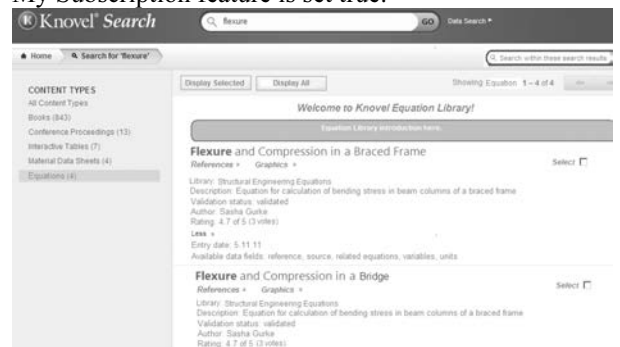 My Subscription feature is set true.
Knovel® Search
flexure
GO
Data Search
Home
Search for 'flexure'
Search within these search results
CONTENT TYPES
All Content Types
Books (843)
Conference Proceedings (13)
Interactive Tables (7)
Material Data Sheets (4)
Equations (4)
Display Selected
Display All
Showing Equation 1 – 4 of 4
Welcome to Knovel Equation Library!
Equation Library Introduction here.
Flexure and Compression in a Braced Frame
References + Graphics +
Select
Library: Structural Engineering Equations
Description: Equation for calculation of bending stress in beam columns of a braced frame
Validation status: validated
Author: Sasha Gurke
Rating: 4.7 of 5 (3 votes)
Less »
Entry date: 5.11.11
Available data fields: reference, source, related equations, variables, units
Flexure and Compression in a Bridge
References + Graphics +
Select
Library: Structural Engineering Equations
Description: Equation for calculation of bending stress in beam columns of a braced frame
Validation status: validated
Author: Sasha Gurke
Rating: 4.7 of 5 (3 votes)